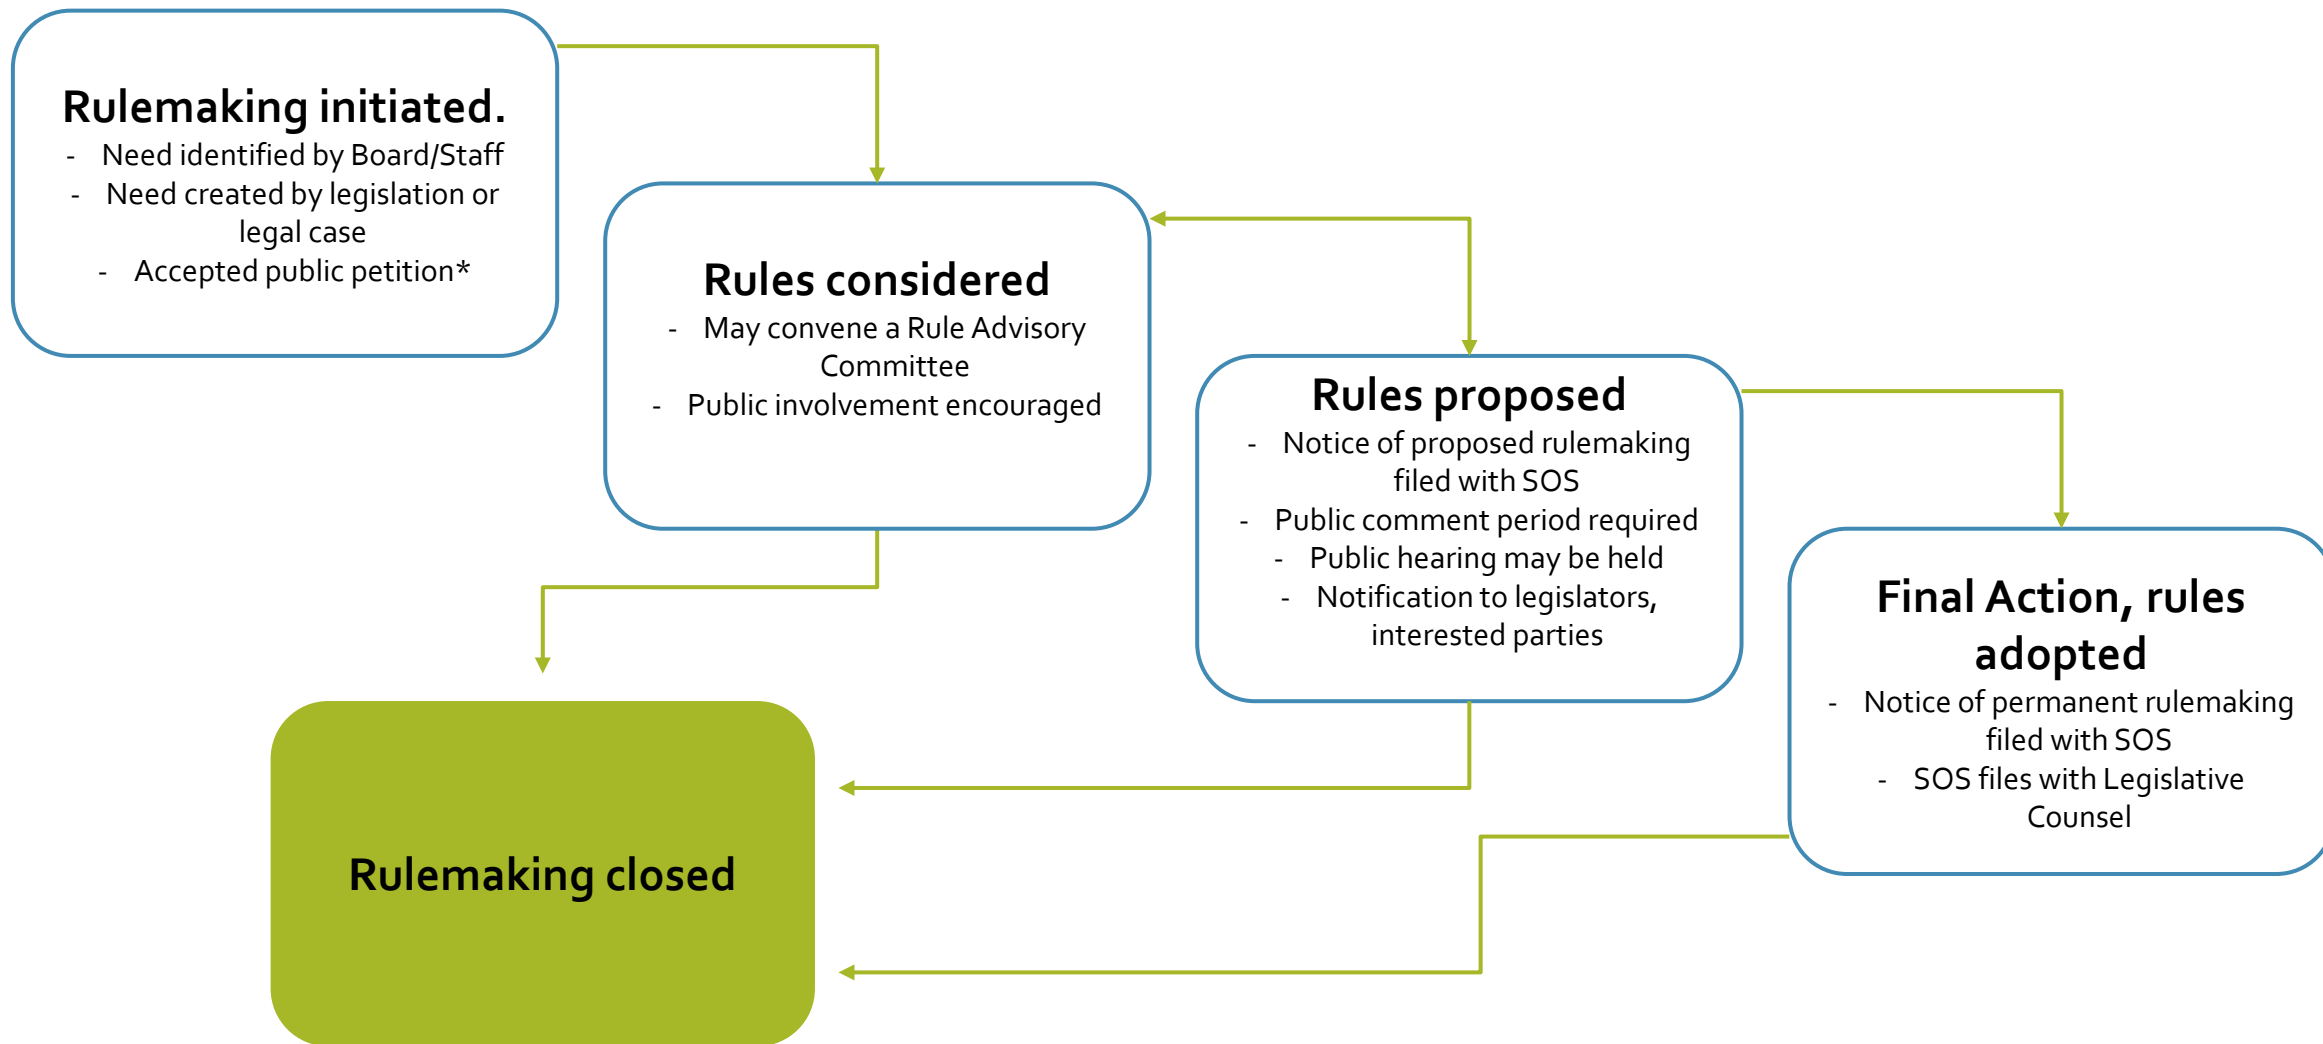 Rulemaking initiated.
- Need identified by Board/Staff
- Need created by legislation or
legal case
- Accepted public petition*
Rules considered
- May convene a Rule Advisory
Committee
- Public involvement encouraged
Rules proposed
- Notice of proposed rulemaking
filed with SOS
- Public comment period required
- Public hearing may be held
- Notification to legislators,
interested parties
Final Action, rules
adopted
- Notice of permanent rulemaking
filed with SOS
- SOS files with Legislative
Counsel
Rulemaking closed